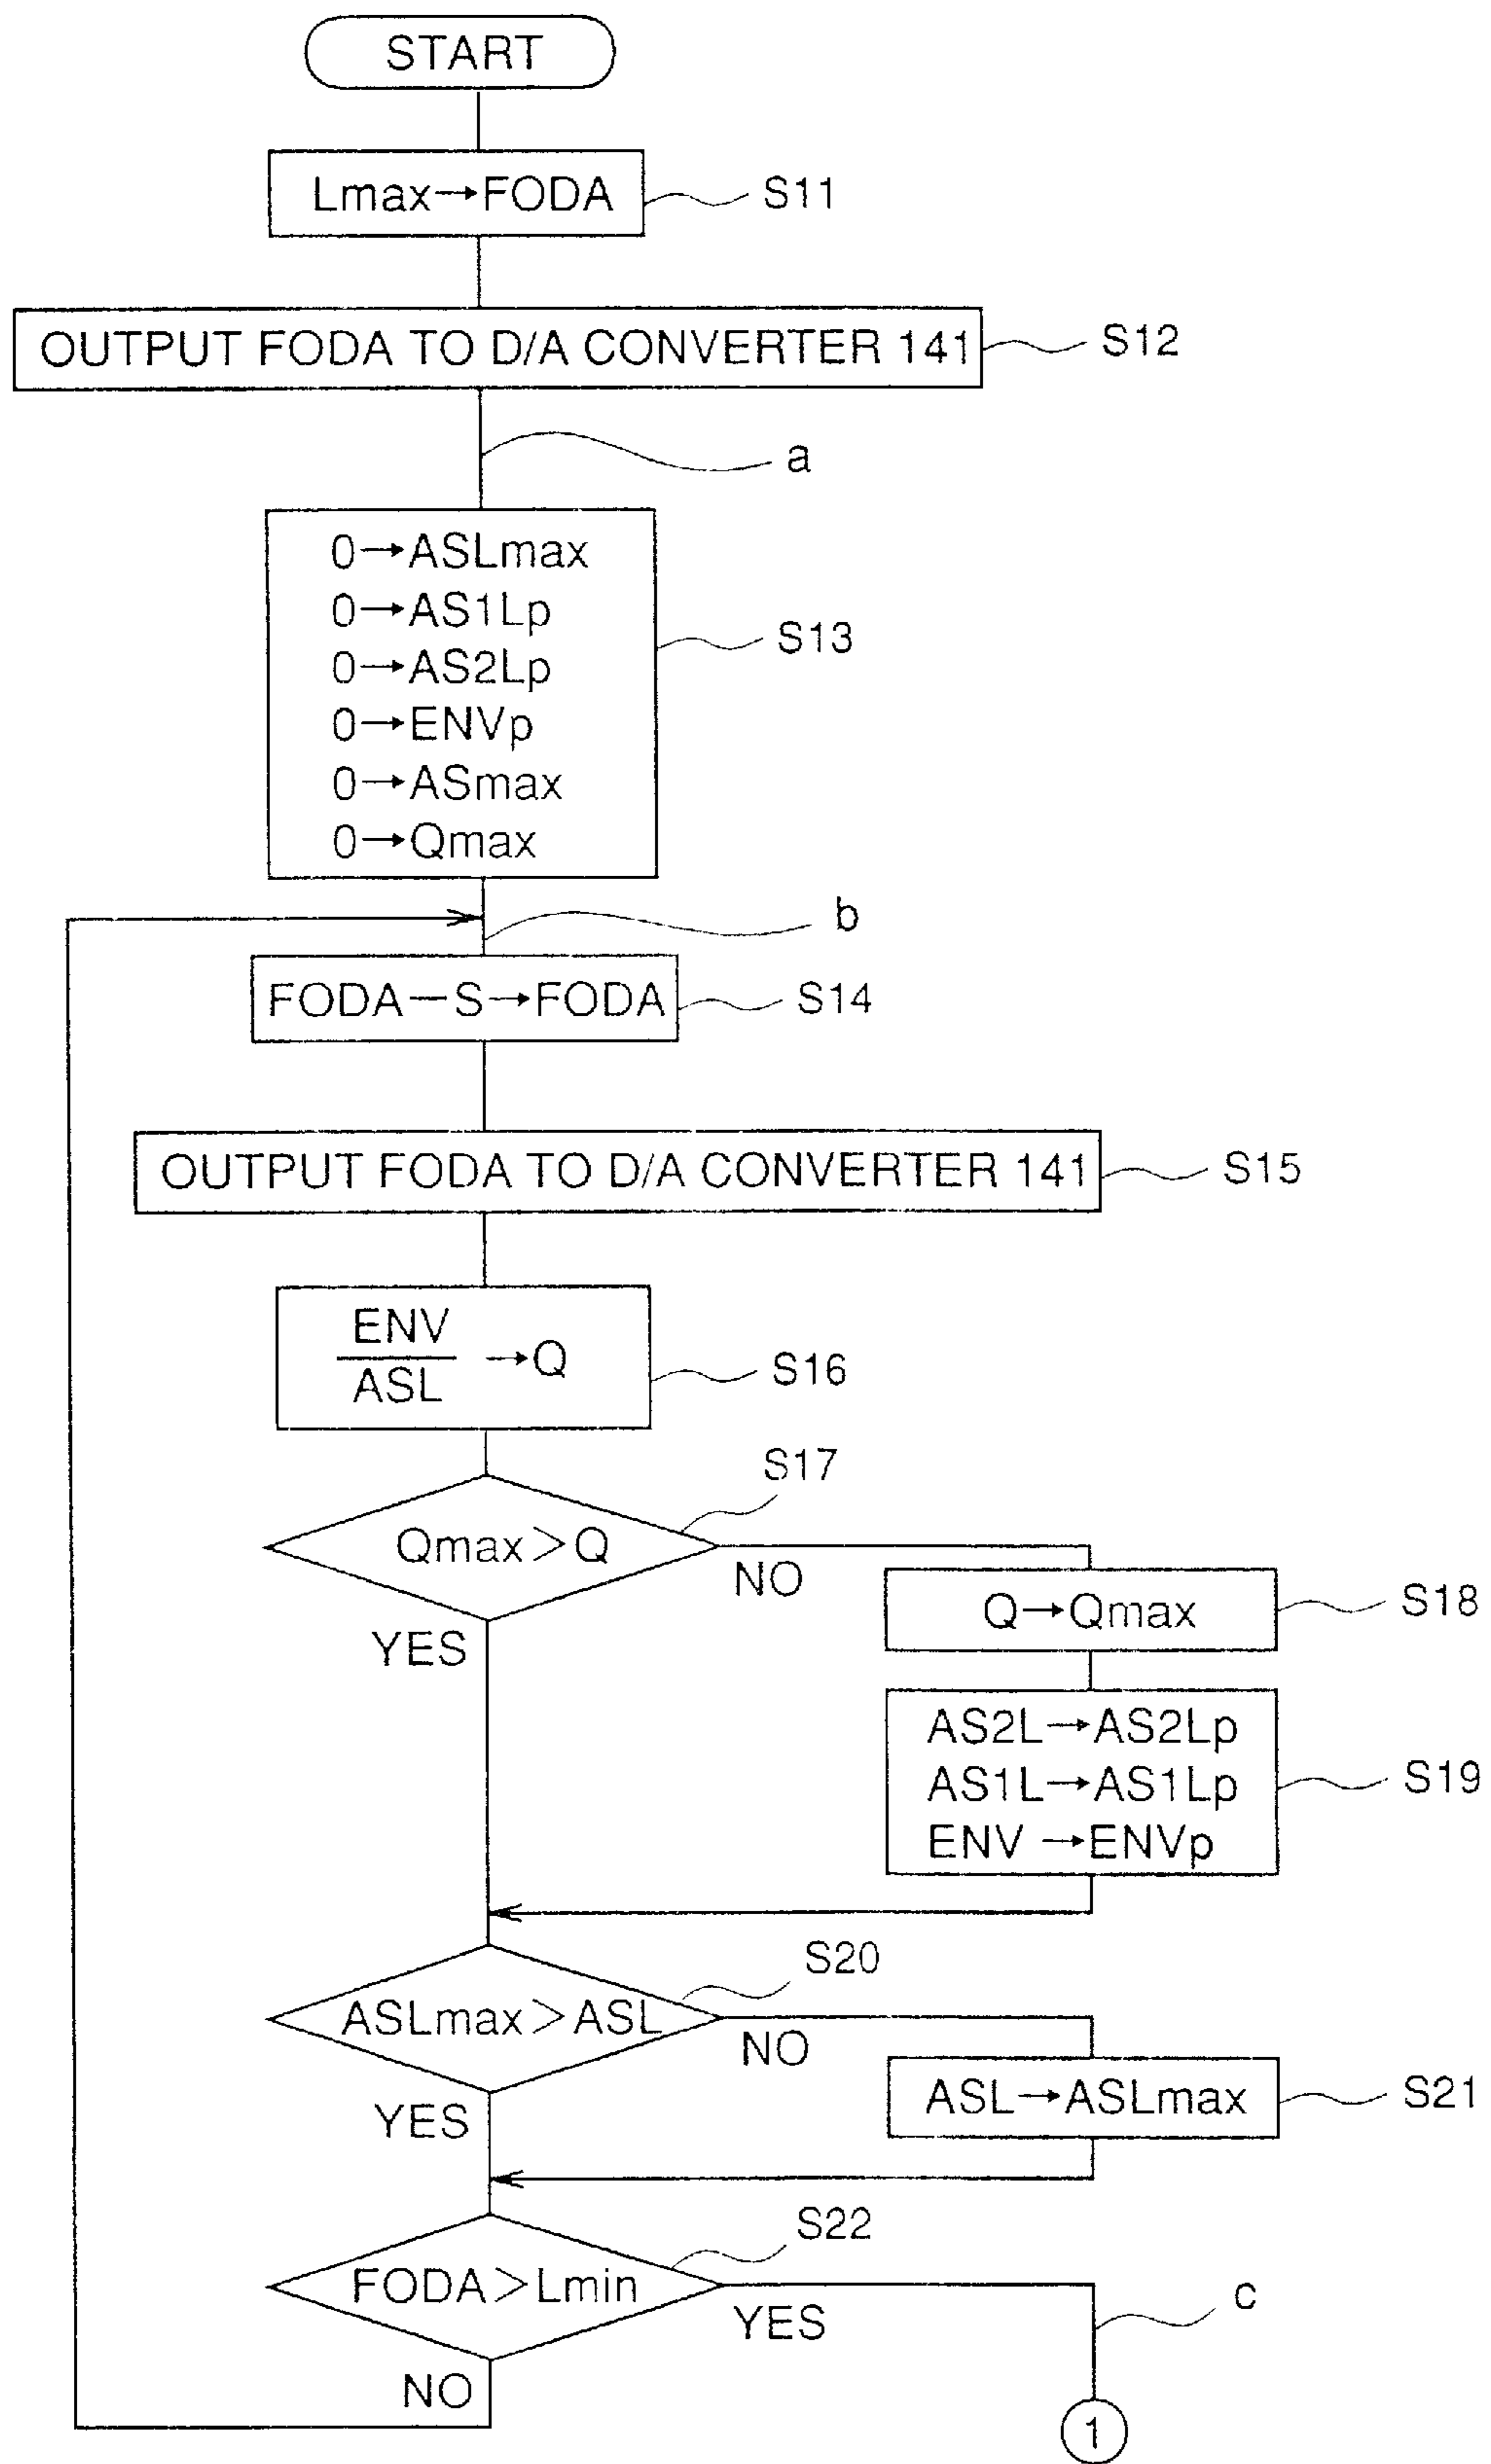 START
Lmax→FODA
S11
OUTPUT FODA TO D/A CONVERTER 141
S12
a
0→ASLmax
0→AS1Lp
0→AS2Lp
0→ENVp
0→ASmax
0→Qmax
S13
b
FODA—S→FODA
S14
OUTPUT FODA TO D/A CONVERTER 141
S15
ENV
ASL
→Q
S16
S17
Qmax>Q
NO
YES
Q→Qmax
S18
AS2L→AS2Lp
AS1L→AS1Lp
ENV→ENVp
S19
S20
ASLmax>ASL
NO
YES
ASL→ASLmax
S21
S22
FODA>Lmin
YES
NO
c
1